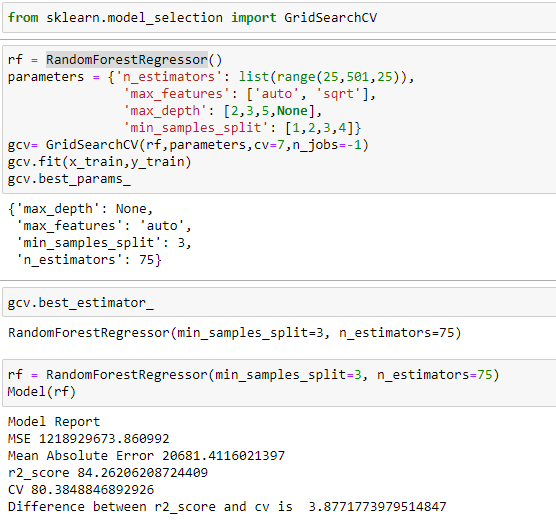 from sklearn.model_selection import GridSearchCV
rf = RandomForestRegressor()
parameters = {'n_estimators': list(range(25,501,25)),
'max_features': ['auto', 'sqrt'],
'max_depth': [2,3,5,None],
'min_samples_split': [1,2,3,4]}
gcv= GridSearchCV(rf,parameters,cv=7,n_jobs=-1)
gcv.fit(x_train,y_train)
gcv.best_params_
{'max_depth': None,
'max_features': 'auto',
'min_samples_split': 3,
'n_estimators': 75}
gcv.best_estimator_
RandomForestRegressor(min_samples_split=3, n_estimators=75)
rf = RandomForestRegressor(min_samples_split=3, n_estimators=75)
Model(rf)
Model Report
MSE 1218929673.860992
Mean Absolute Error 20681.4116021397
r2_score 84.26206208724409
CV 80.3848846892926
Difference between r2_score and cv is  3.8771773979514847